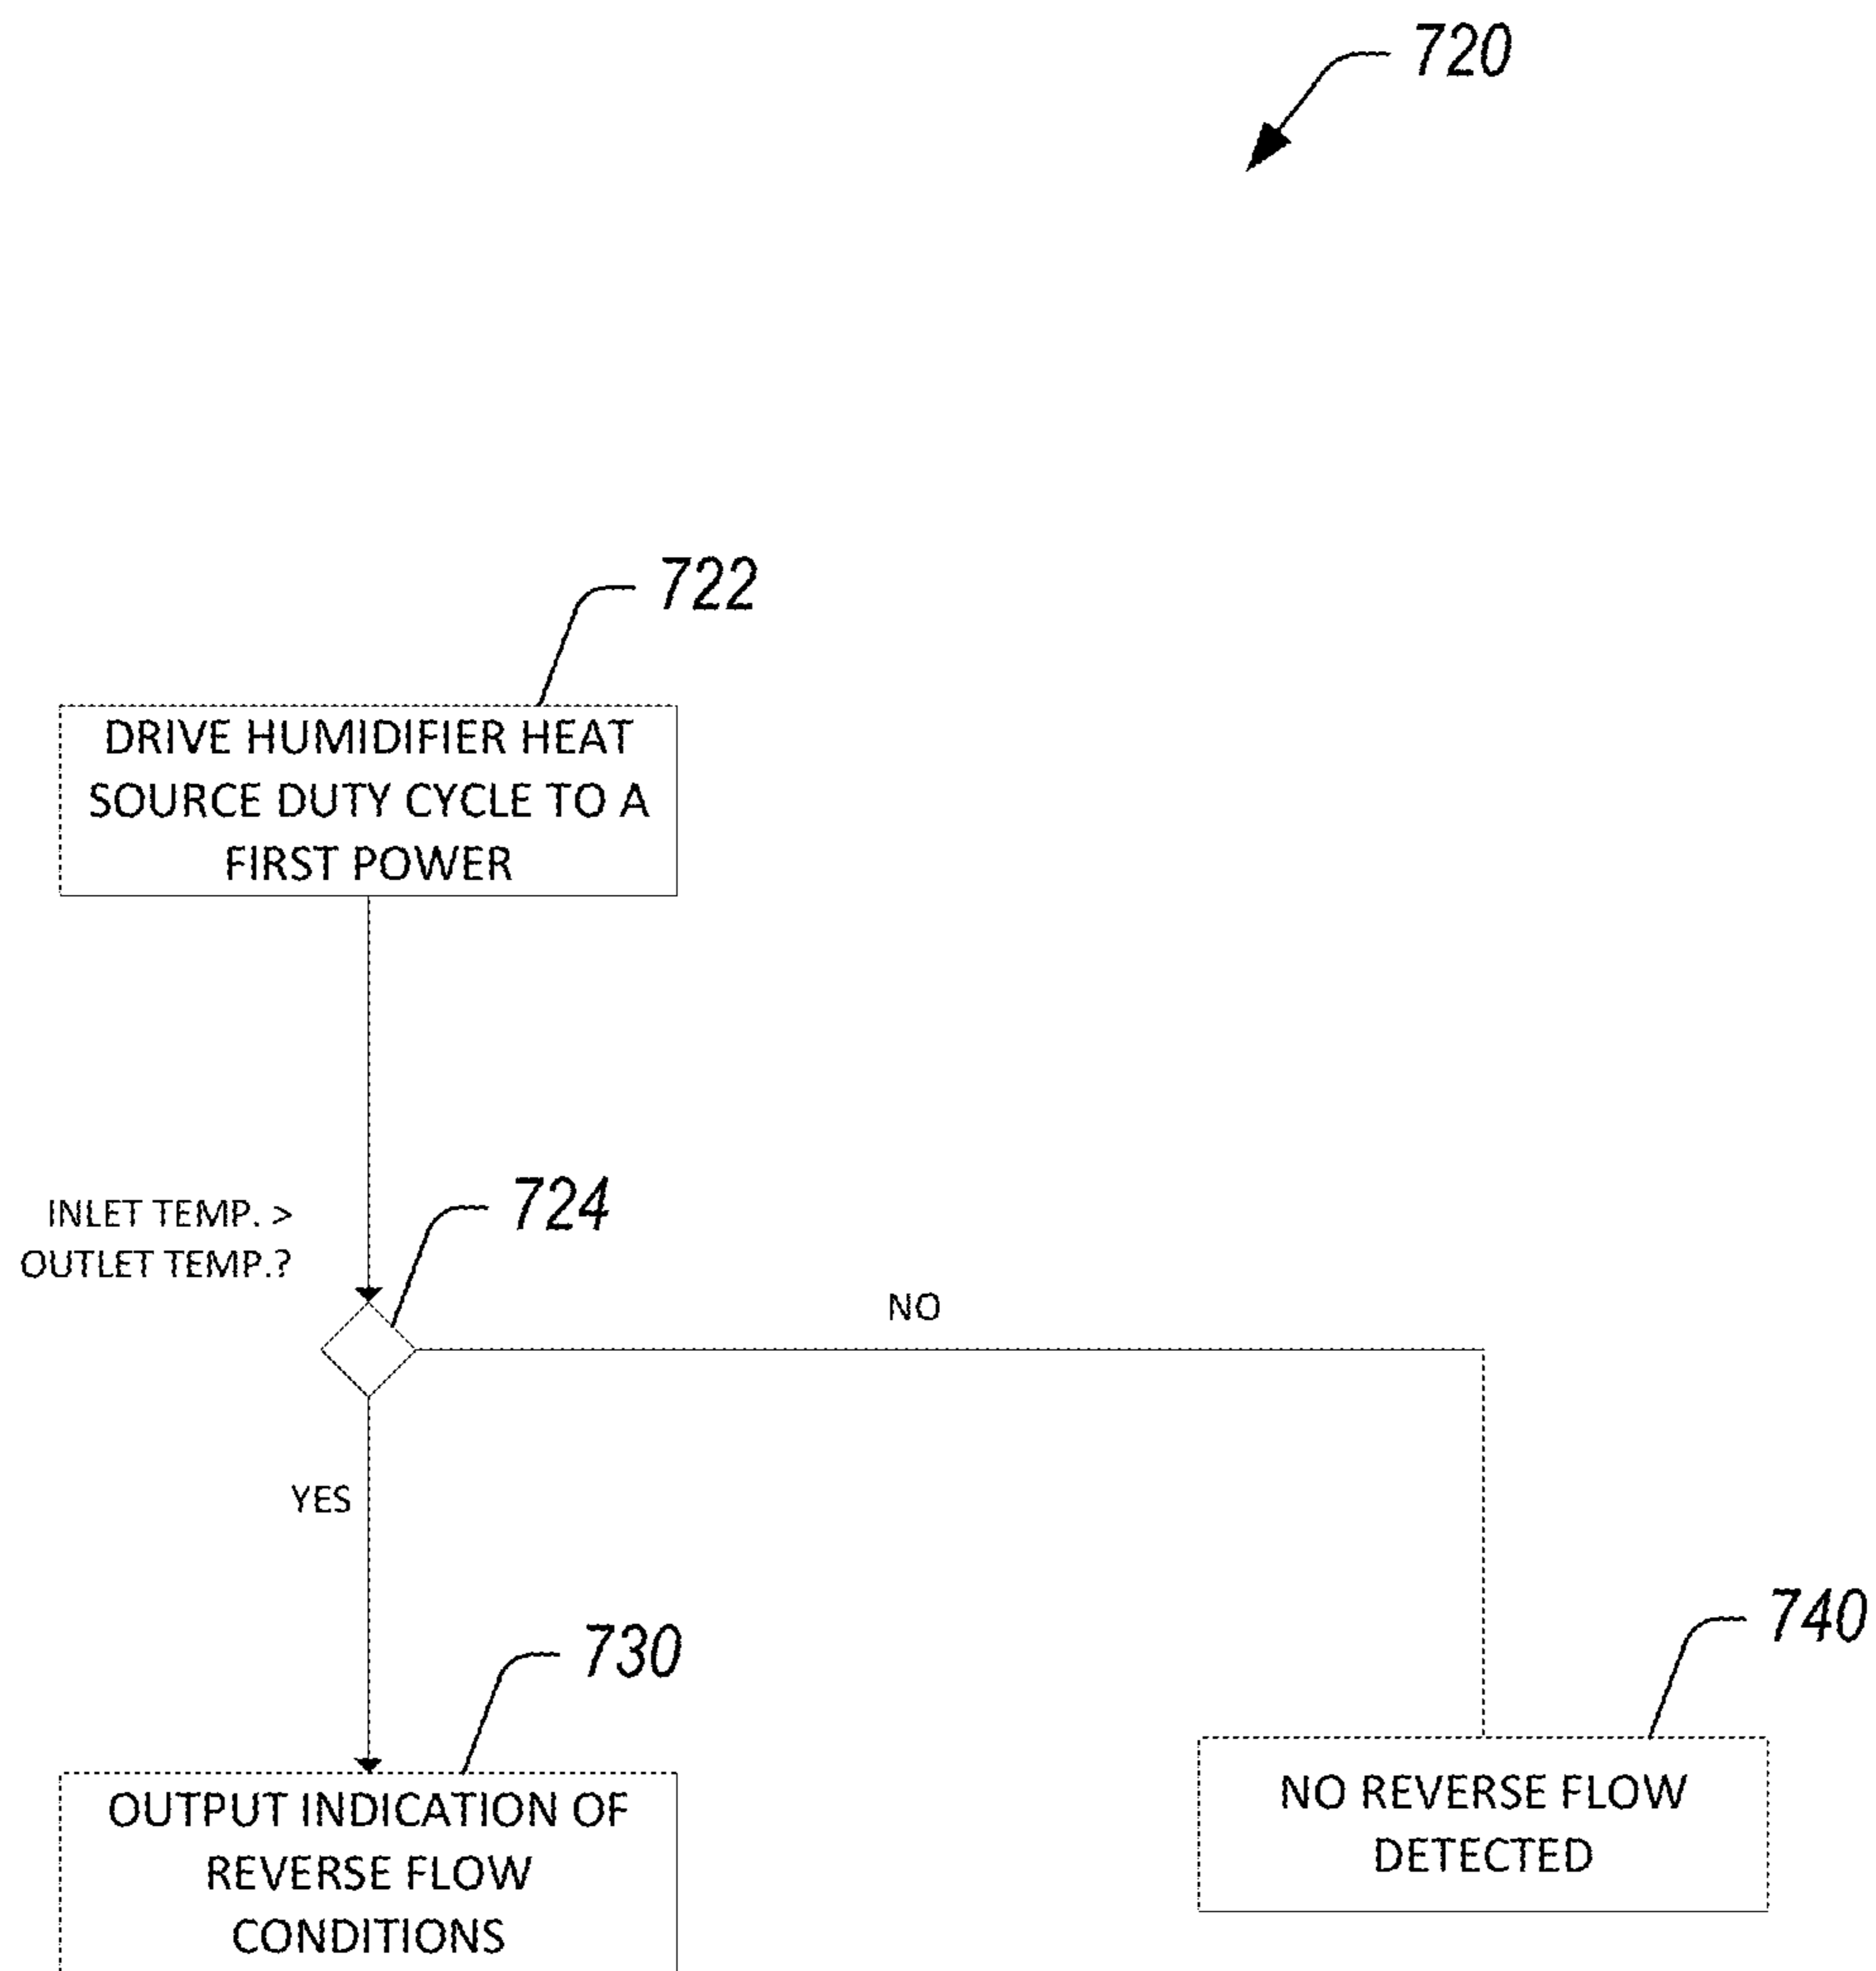 720
722
DRIVE HUMIDIFIER HEAT
SOURCE DUTY CYCLE TO A
FIRST POWER
724
INLET TEMP. >
OUTLET TEMP.?
NO
YES
730
740
OUTPUT INDICATION OF
REVERSE FLOW
CONDITIONS
NO REVERSE FLOW
DETECTED